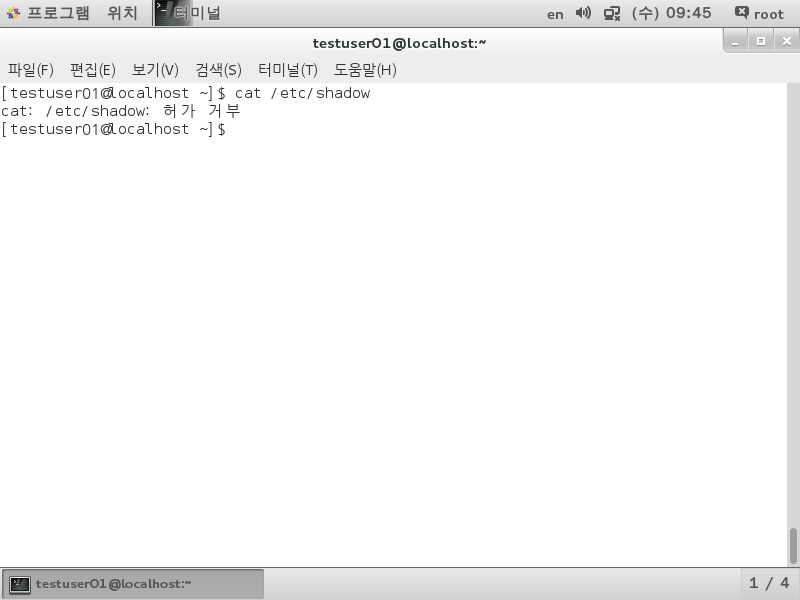 프로그램 위치 터미널 en (수) 09:45 root
testuser01@localhost:~
파일(F) 편집(E) 보기(V) 검색(S) 터미널(T) 도움말(H)
[testuser01@localhost ~]$ cat /etc/shadow
cat: /etc/shadow: 허가 거부
[testuser01@localhost ~]$
testuser01@localhost:~ 1 / 4